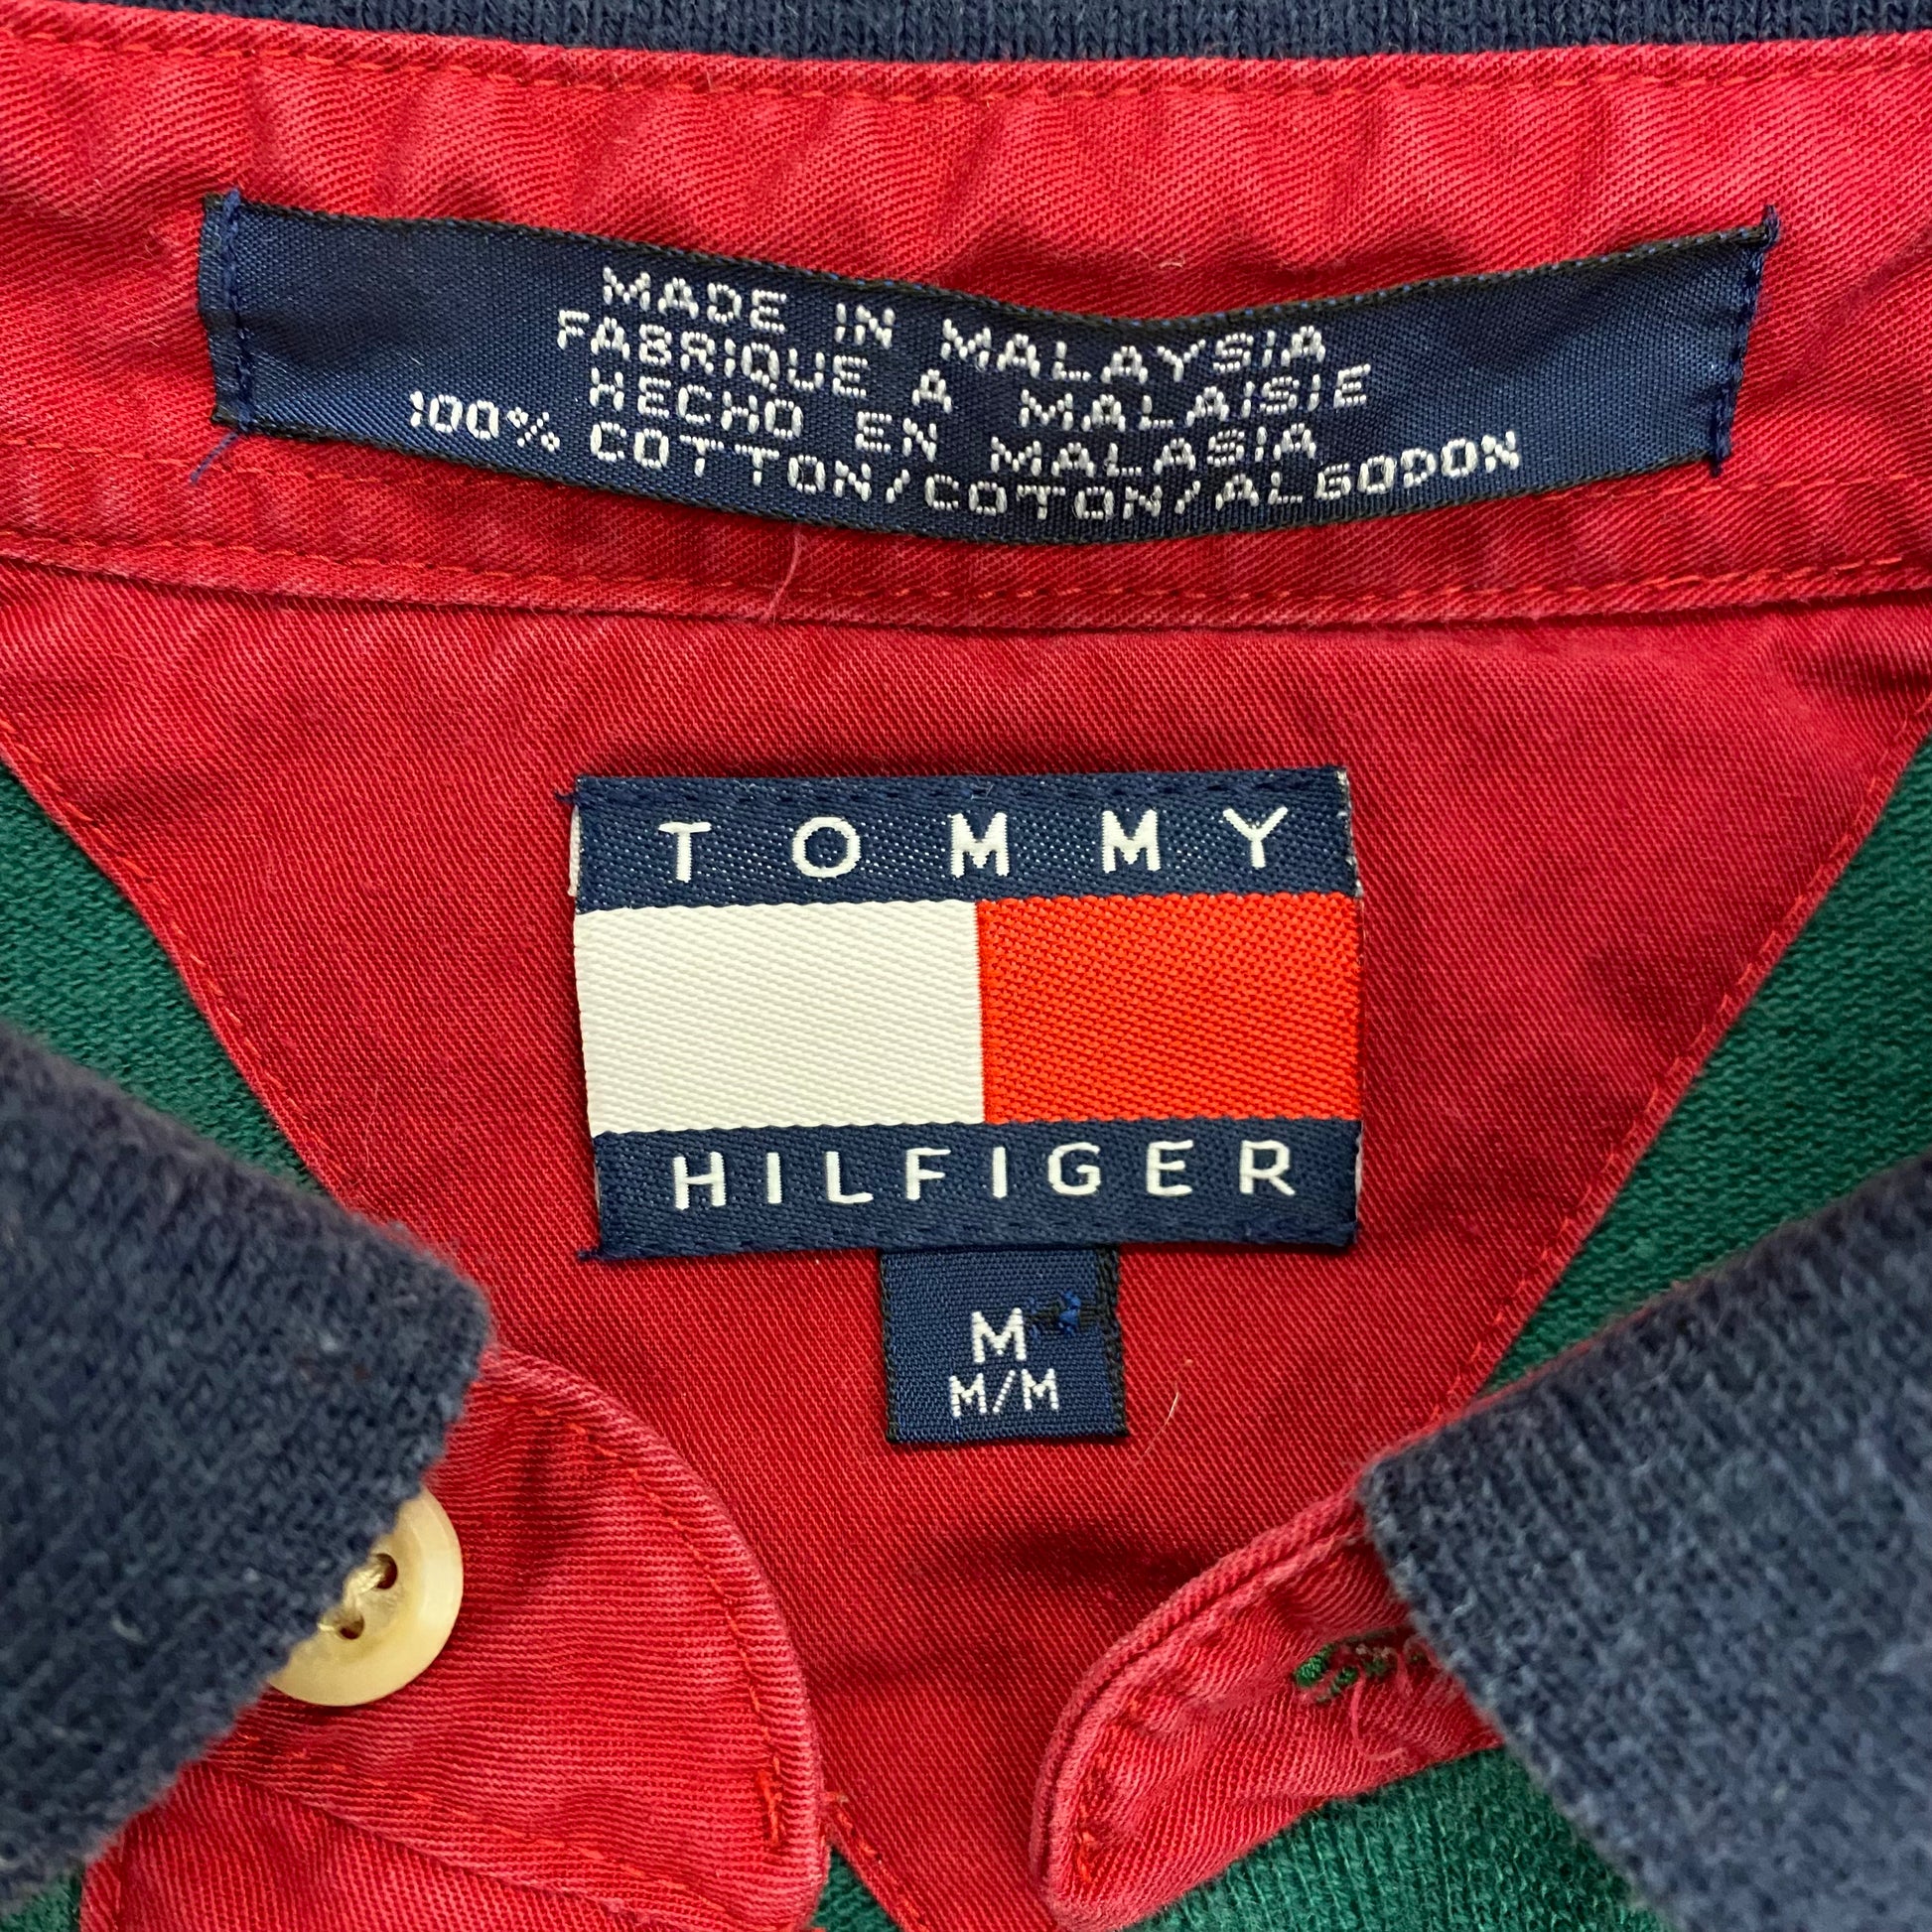 MADE IN MALAYSIA
FABRIQUE A MALAISIE
HECHO EN MALASIA
100% COTTON/COTON/ALGODON
TOMMY
HILFIGER
M
M/M